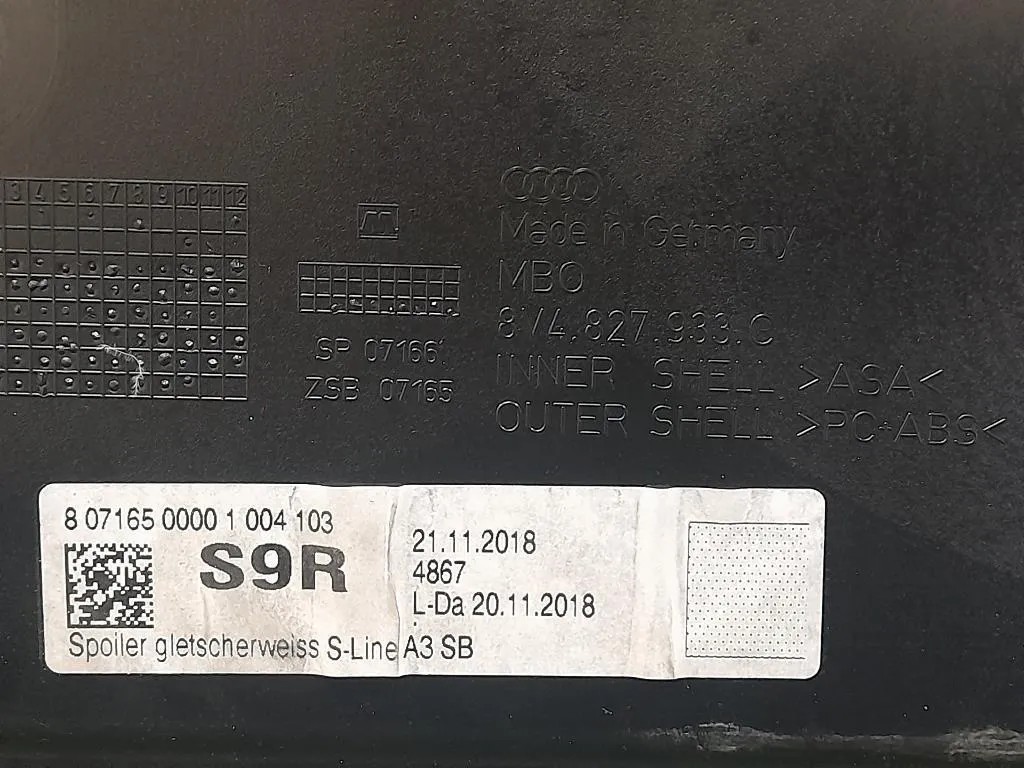 3 4 5 6 7 8 9 10 11 12
Made in Germany
MBO
8V4.827.933.C
SP 07166
ZSB 07165
INNER SHELL >ASA<
OUTER SHELL >PC+ABS<
8 07165 0000 1 004 103
S9R
21.11.2018
4867
L-Da 20.11.2018
Spoiler gletscherweiss S-Line A3 SB